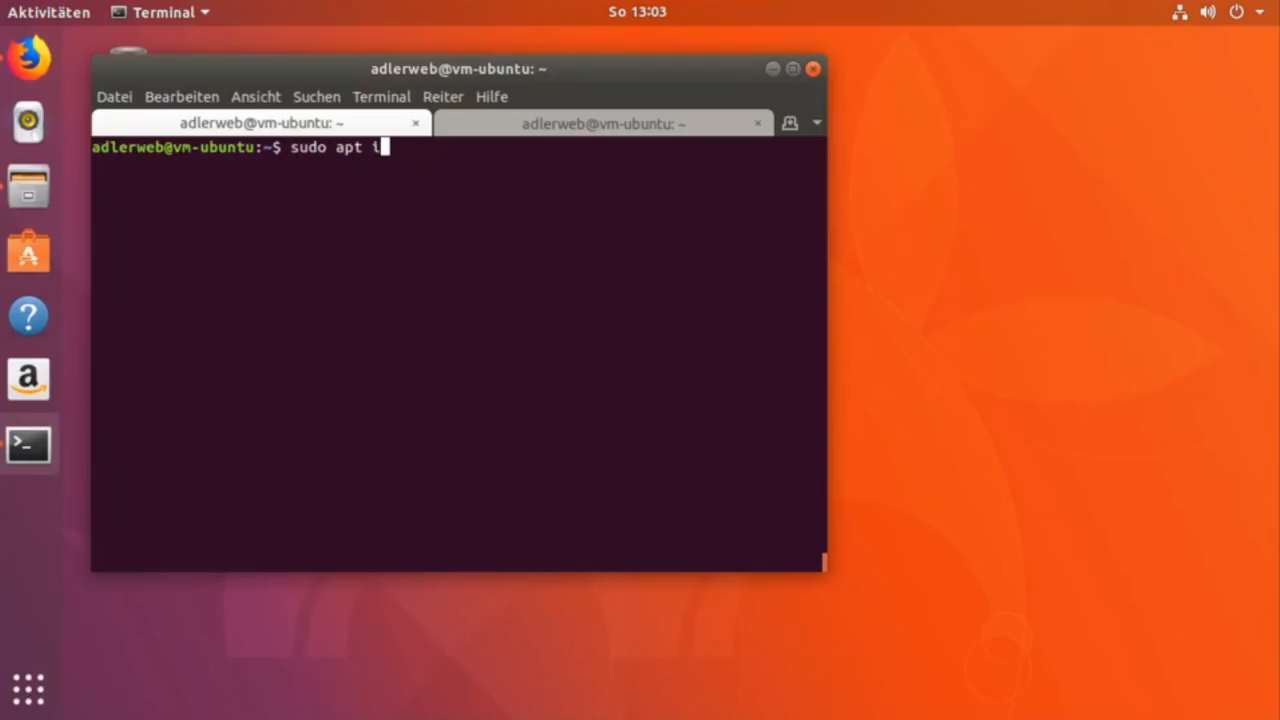 Aktivitäten Terminal So 13:03
adlerweb@vm-ubuntu: ~
Datei Bearbeiten Ansicht Suchen Terminal Reiter Hilfe
adlerweb@vm-ubuntu: ~ adlerweb@vm-ubuntu: ~
adlerweb@vm-ubuntu:~$ sudo apt i